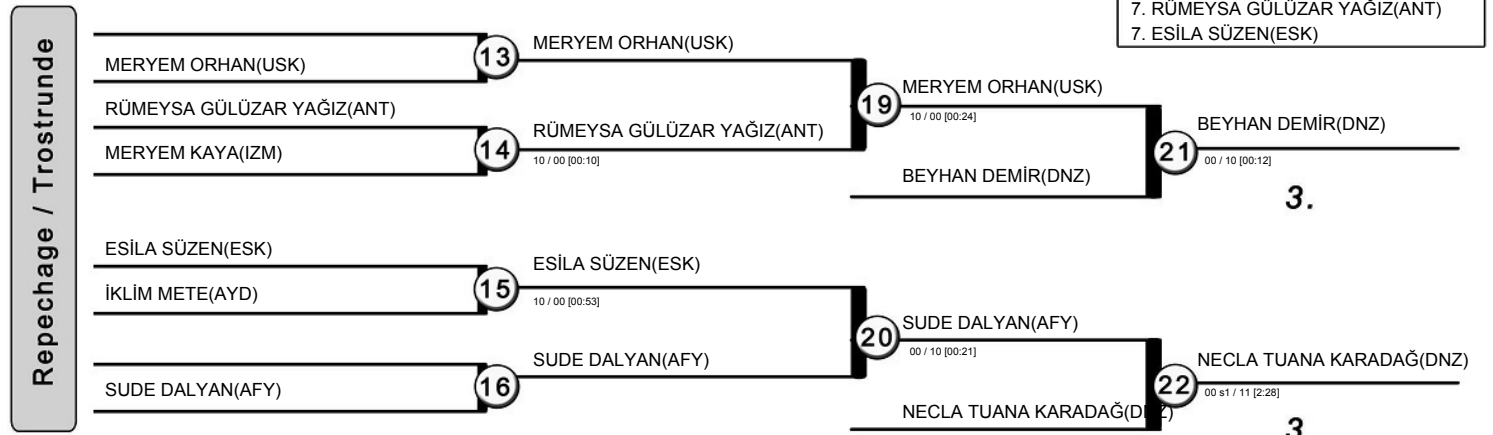 7. RÜMEYSA GÜLÜZAR YAĞIZ(ANT)
7. ESİLA SÜZEN(ESK)
Repechage / Trostrunde
MERYEM ORHAN(USK)
13
MERYEM ORHAN(USK)
RÜMEYSA GÜLÜZAR YAĞIZ(ANT)
MERYEM KAYA(IZM)
14
RÜMEYSA GÜLÜZAR YAĞIZ(ANT)
10 / 00 [00:10]
19
MERYEM ORHAN(USK)
10 / 00 [00:24]
BEYHAN DEMİR(DNZ)
21
BEYHAN DEMİR(DNZ)
00 / 10 [00:12]
3.
ESİLA SÜZEN(ESK)
İKLİM METE(AYD)
15
ESİLA SÜZEN(ESK)
10 / 00 [00:53]
SUDE DALYAN(AFY)
16
SUDE DALYAN(AFY)
20
SUDE DALYAN(AFY)
00 / 10 [00:21]
NECLA TUANA KARADAĞ(DNZ)
22
NECLA TUANA KARADAĞ(DNZ)
00 s1 / 11 [2:28]
3